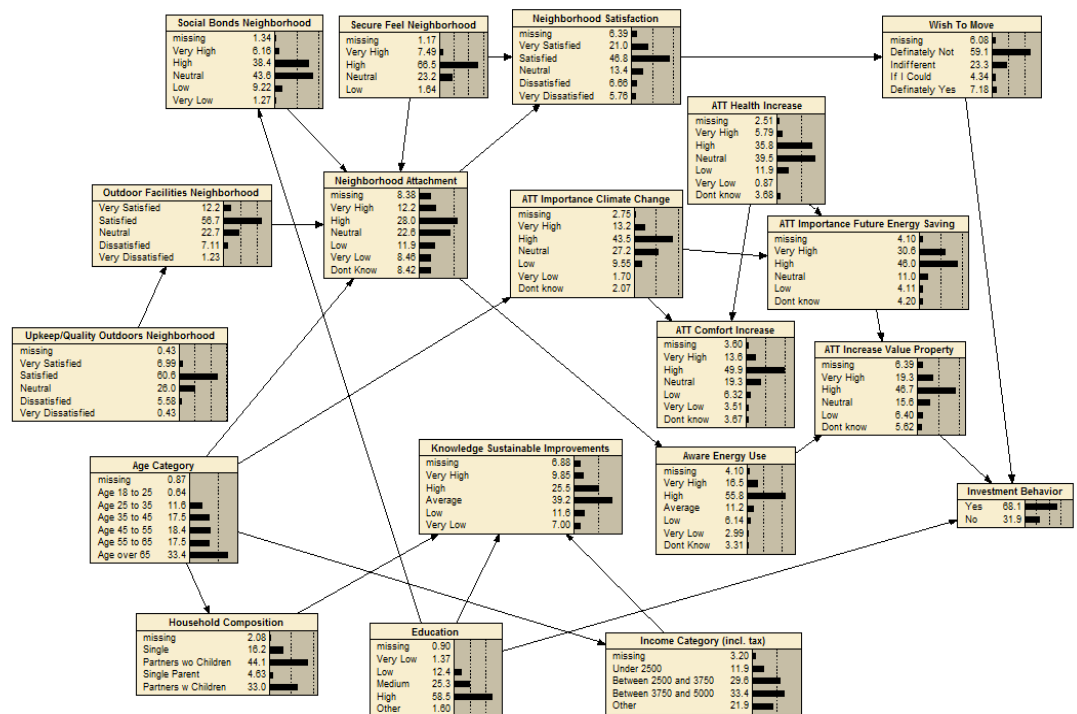 Social Bonds Neighborhood
missing 1.34
Very High 6.16
High 38.4
Neutral 43.6
Low 9.22
Very Low 1.27
Secure Feel Neighborhood
missing 1.17
Very High 7.49
High 66.5
Neutral 23.2
Low 1.64
Neighborhood Satisfaction
missing 6.39
Very Satisfied 21.0
Satisfied 46.8
Neutral 13.4
Dissatisfied 6.66
Very Dissatisfied 5.76
Wish To Move
missing 6.08
Definately Not 59.1
Indifferent 23.3
If I Could 4.34
Definately Yes 7.18
ATT Health Increase
missing 2.51
Very High 5.79
High 35.8
Neutral 39.5
Low 11.9
Very Low 0.87
Dont know 3.68
Outdoor Facilities Neighborhood
Very Satisfied 12.2
Satisfied 56.7
Neutral 22.7
Dissatisfied 7.11
Very Dissatisfied 1.23
Neighborhood Attachment
missing 8.38
Very High 12.2
High 28.0
Neutral 22.6
Low 11.9
Very Low 8.46
Dont Know 8.42
ATT Importance Climate Change
missing 2.75
Very High 13.2
High 43.5
Neutral 27.2
Low 9.55
Very Low 1.70
Dont know 2.07
ATT Importance Future Energy Saving
missing 4.10
Very High 30.6
High 46.0
Neutral 11.0
Low 4.11
Dont know 4.20
Upkeep/Quality Outdoors Neighborhood
missing 0.43
Very Satisfied 6.99
Satisfied 60.6
Neutral 26.0
Dissatisfied 5.58
Very Dissatisfied 0.43
ATT Comfort Increase
missing 3.60
Very High 13.6
High 49.9
Neutral 19.3
Low 6.32
Very Low 3.51
Dont know 3.67
ATT Increase Value Property
missing 6.39
Very High 19.3
High 46.7
Neutral 15.6
Low 6.40
Dont know 5.62
Age Category
missing 0.87
Age 18 to 25 0.64
Age 25 to 35 11.6
Age 35 to 45 17.5
Age 45 to 55 18.4
Age 55 to 65 17.5
Age over 65 33.4
Knowledge Sustainable Improvements
missing 6.88
Very High 9.85
High 25.5
Average 39.2
Low 11.6
Very Low 7.00
Aware Energy Use
missing 4.10
Very High 16.5
High 55.8
Average 11.2
Low 6.14
Very Low 2.99
Dont Know 3.31
Investment Behavior
Yes 68.1
No 31.9
Household Composition
missing 2.08
Single 16.2
Partners wo Children 44.1
Single Parent 4.63
Partners w Children 33.0
Education
missing 0.90
Very Low 1.37
Low 12.4
Medium 25.3
High 58.5
Other 1.60
Income Category (incl. tax)
missing 3.20
Under 2500 11.9
Between 2500 and 3750 29.6
Between 3750 and 5000 33.4
Other 21.9